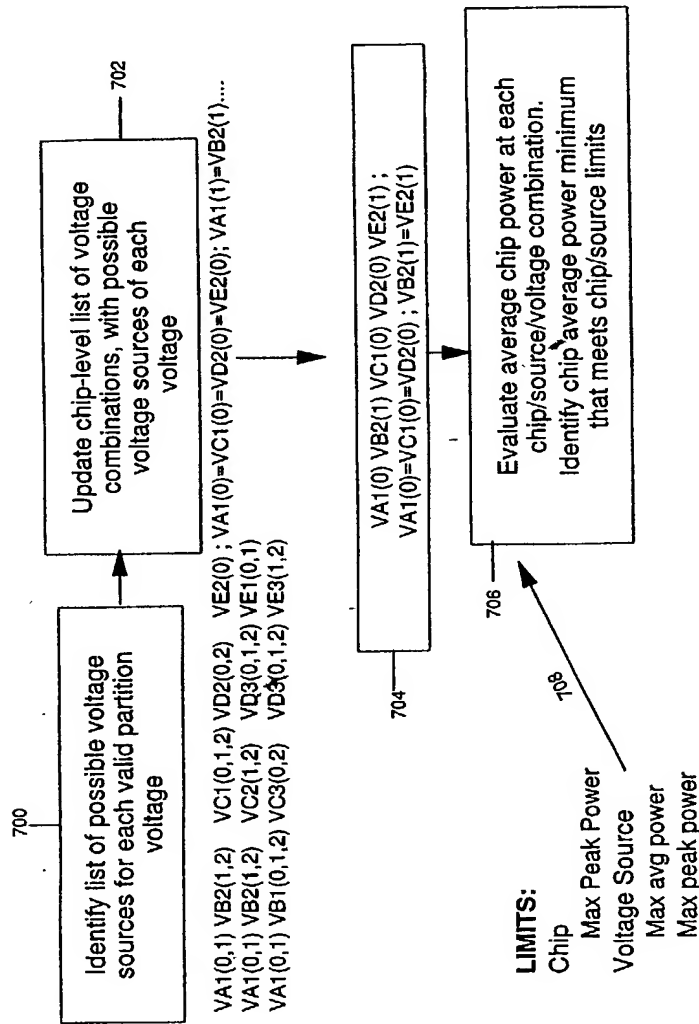 700
Identify list of possible voltage
sources for each valid partition
voltage
702
Update chip-level list of voltage
combinations, with possible
voltage sources of each
voltage
VA1(0,1) VB2(1,2) VC1(0,1,2) VD2(0,2) VE2(0) ; VA1(0)=VC1(0)=VD2(0)=VE2(0); VA1(1)=VB2(1)....
VA1(0,1) VB2(1,2) VC2(1,2) VD3(0,1,2) VE1(0,1)
VA1(0,1) VB1(0,1,2) VC3(0,2) VD3(0,1,2) VE3(1,2)
704
VA1(0) VB2(1) VC1(0) VD2(0) VE2(1) ;
VA1(0)=VC1(0)=VD2(0) ; VB2(1)=VE2(1)
706
Evaluate average chip power at each
chip/source/voltage combination.
Identify chip average power minimum
that meets chip/source limits
708
LIMITS:
Chip
Max Peak Power
Voltage Source
Max avg power
Max peak power